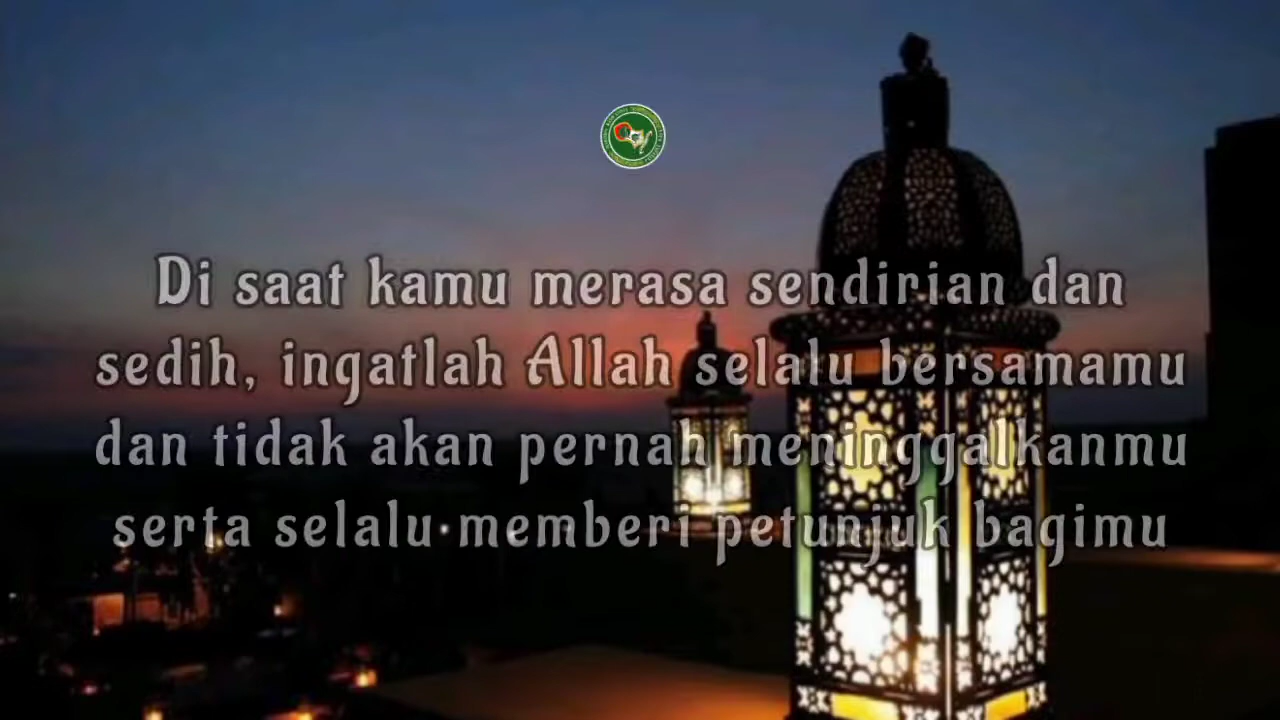 Di saat kamu merasa sendirian dan
sedih, ingatlah Allah selalu bersamamu
dan tidak akan pernah meninggalkanmu
serta selalu memberi petunjuk bagimu